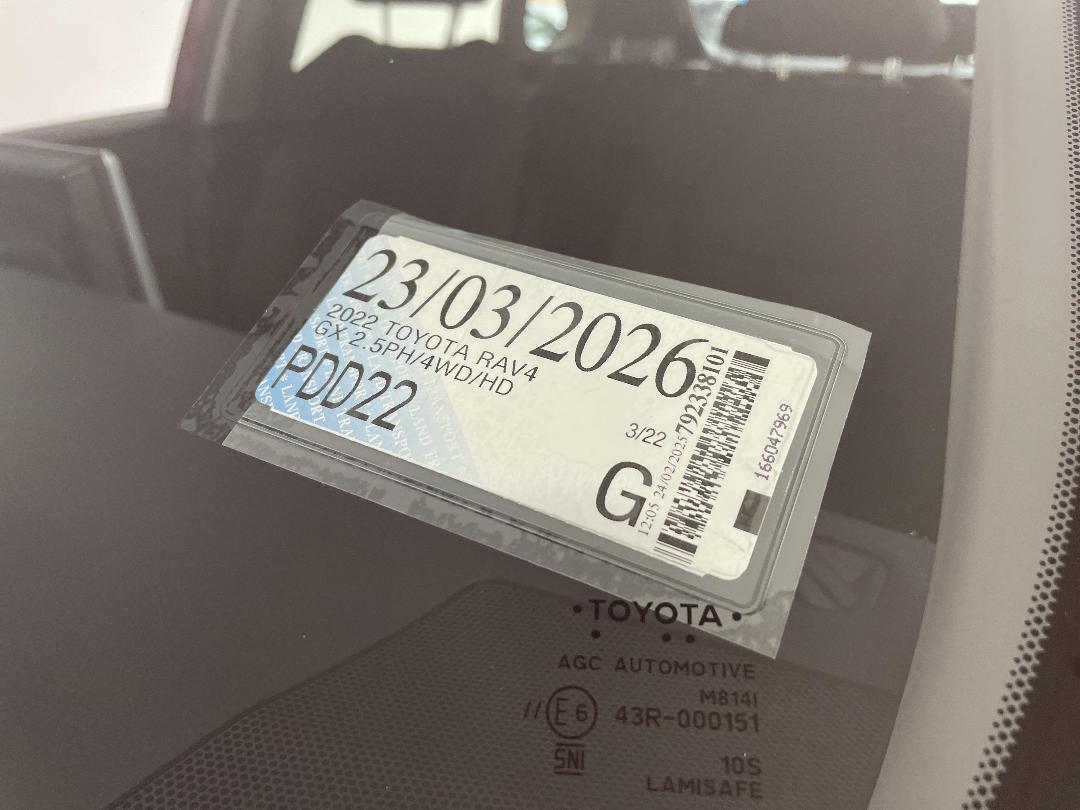 23/03/2026
2022 TOYOTA RAV4
GX 2.5PH/4WD/HD
PDD22
3/22
G
12:05 24/02/2025
792338101
166047969
• TOYOTA •
AGC AUTOMOTIVE
M814I
//E6 43R-000151
SNI
10S
LAMISAFE